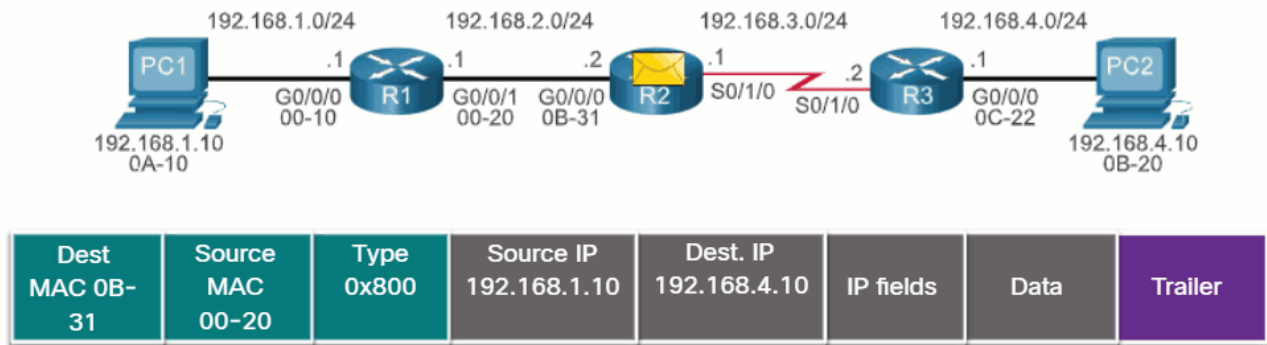 192.168.1.0/24 192.168.2.0/24 192.168.3.0/24 192.168.4.0/24
PC1 .1 R1 .1 .2 R2 .1 .2 R3 .1 PC2
G0/0/0 G0/0/1 G0/0/0 S0/1/0 S0/1/0 G0/0/0
00-10 00-20 0B-31 0C-22
192.168.1.10 192.168.4.10
0A-10 0B-20
Dest Source Type Source IP Dest. IP
MAC 0B- MAC 0x800 192.168.1.10 192.168.4.10 IP fields Data Trailer
31 00-20